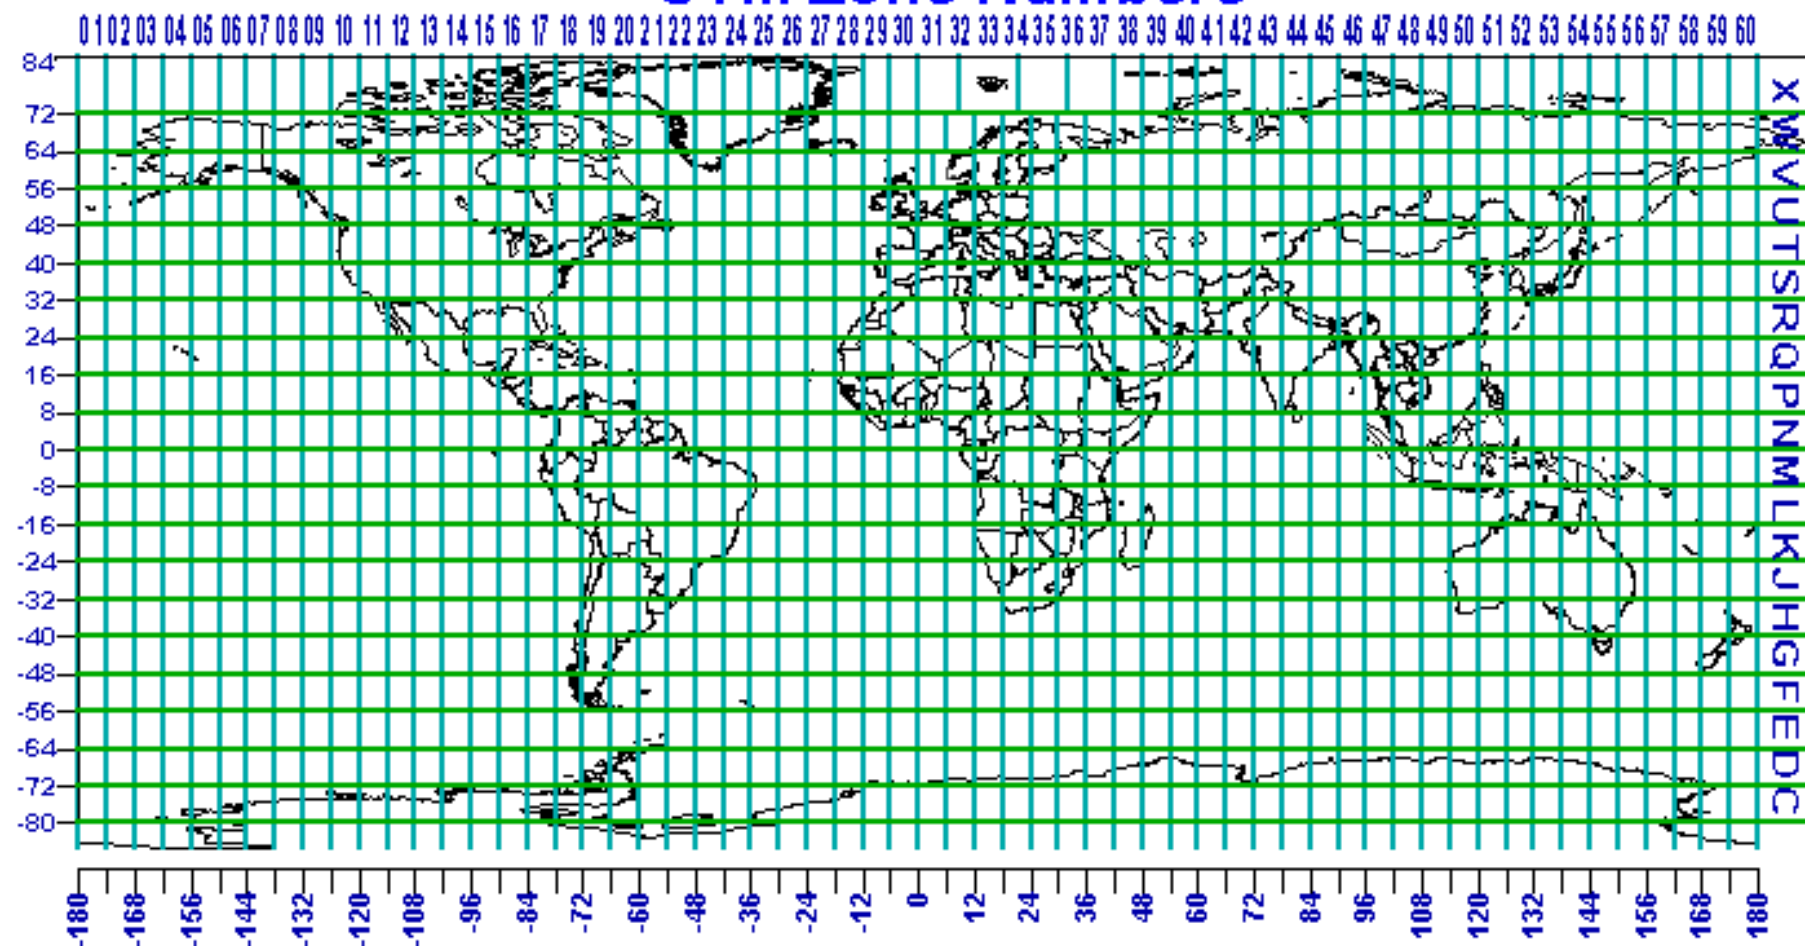 UTM Zone Numbers
01 02 03 04 05 06 07 08 09 10 11 12 13 14 15 16 17 18 19 20 21 22 23 24 25 26 27 28 29 30 31 32 33 34 35 36 37 38 39 40 41 42 43 44 45 46 47 48 49 50 51 52 53 54 55 56 57 58 59 60
84
X
72
W
64
V
56
U
48
T
40
S
32
R
24
Q
16
P
8
N
0
M
-8
L
-16
K
-24
J
-32
H
-40
G
-48
F
-56
E
-64
D
-72
C
-80
-180 -168 -156 -144 -132 -120 -108 -96 -84 -72 -60 -48 -36 -24 -12 0 12 24 36 48 60 72 84 96 108 120 132 144 156 168 180